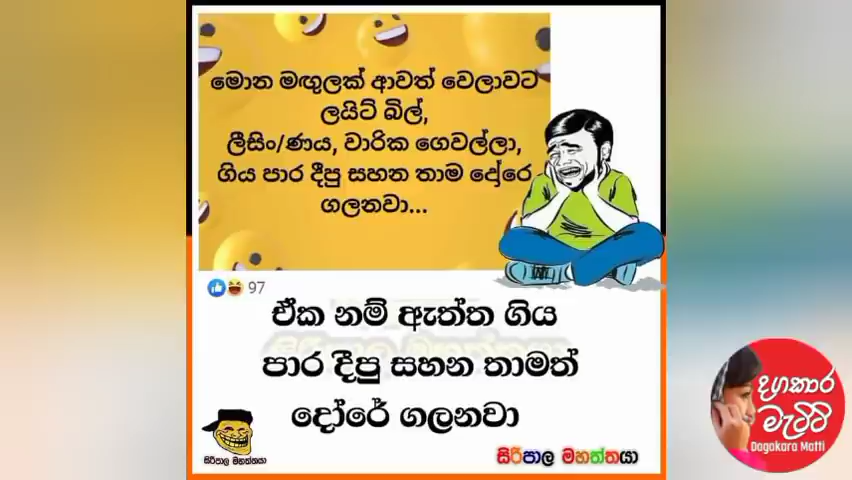 මොන මඟුලක් ආවත් වෙලාවට
ලයිට් බිල්,
ලීසිං/ණය, වාරික ගෙවල්ලා,
ගිය පාර දීපු සහන තාම දෝරෙ
ගලනවා...
97
ඒක නම් ඇත්ත ගිය
පාර දීපු සහන තාමත්
දෝරේ ගලනවා
සිරිපාල මහත්තයා
සිරිපාල මහත්තයා
දගකාර
මැට්ටි
Dagakara Matti